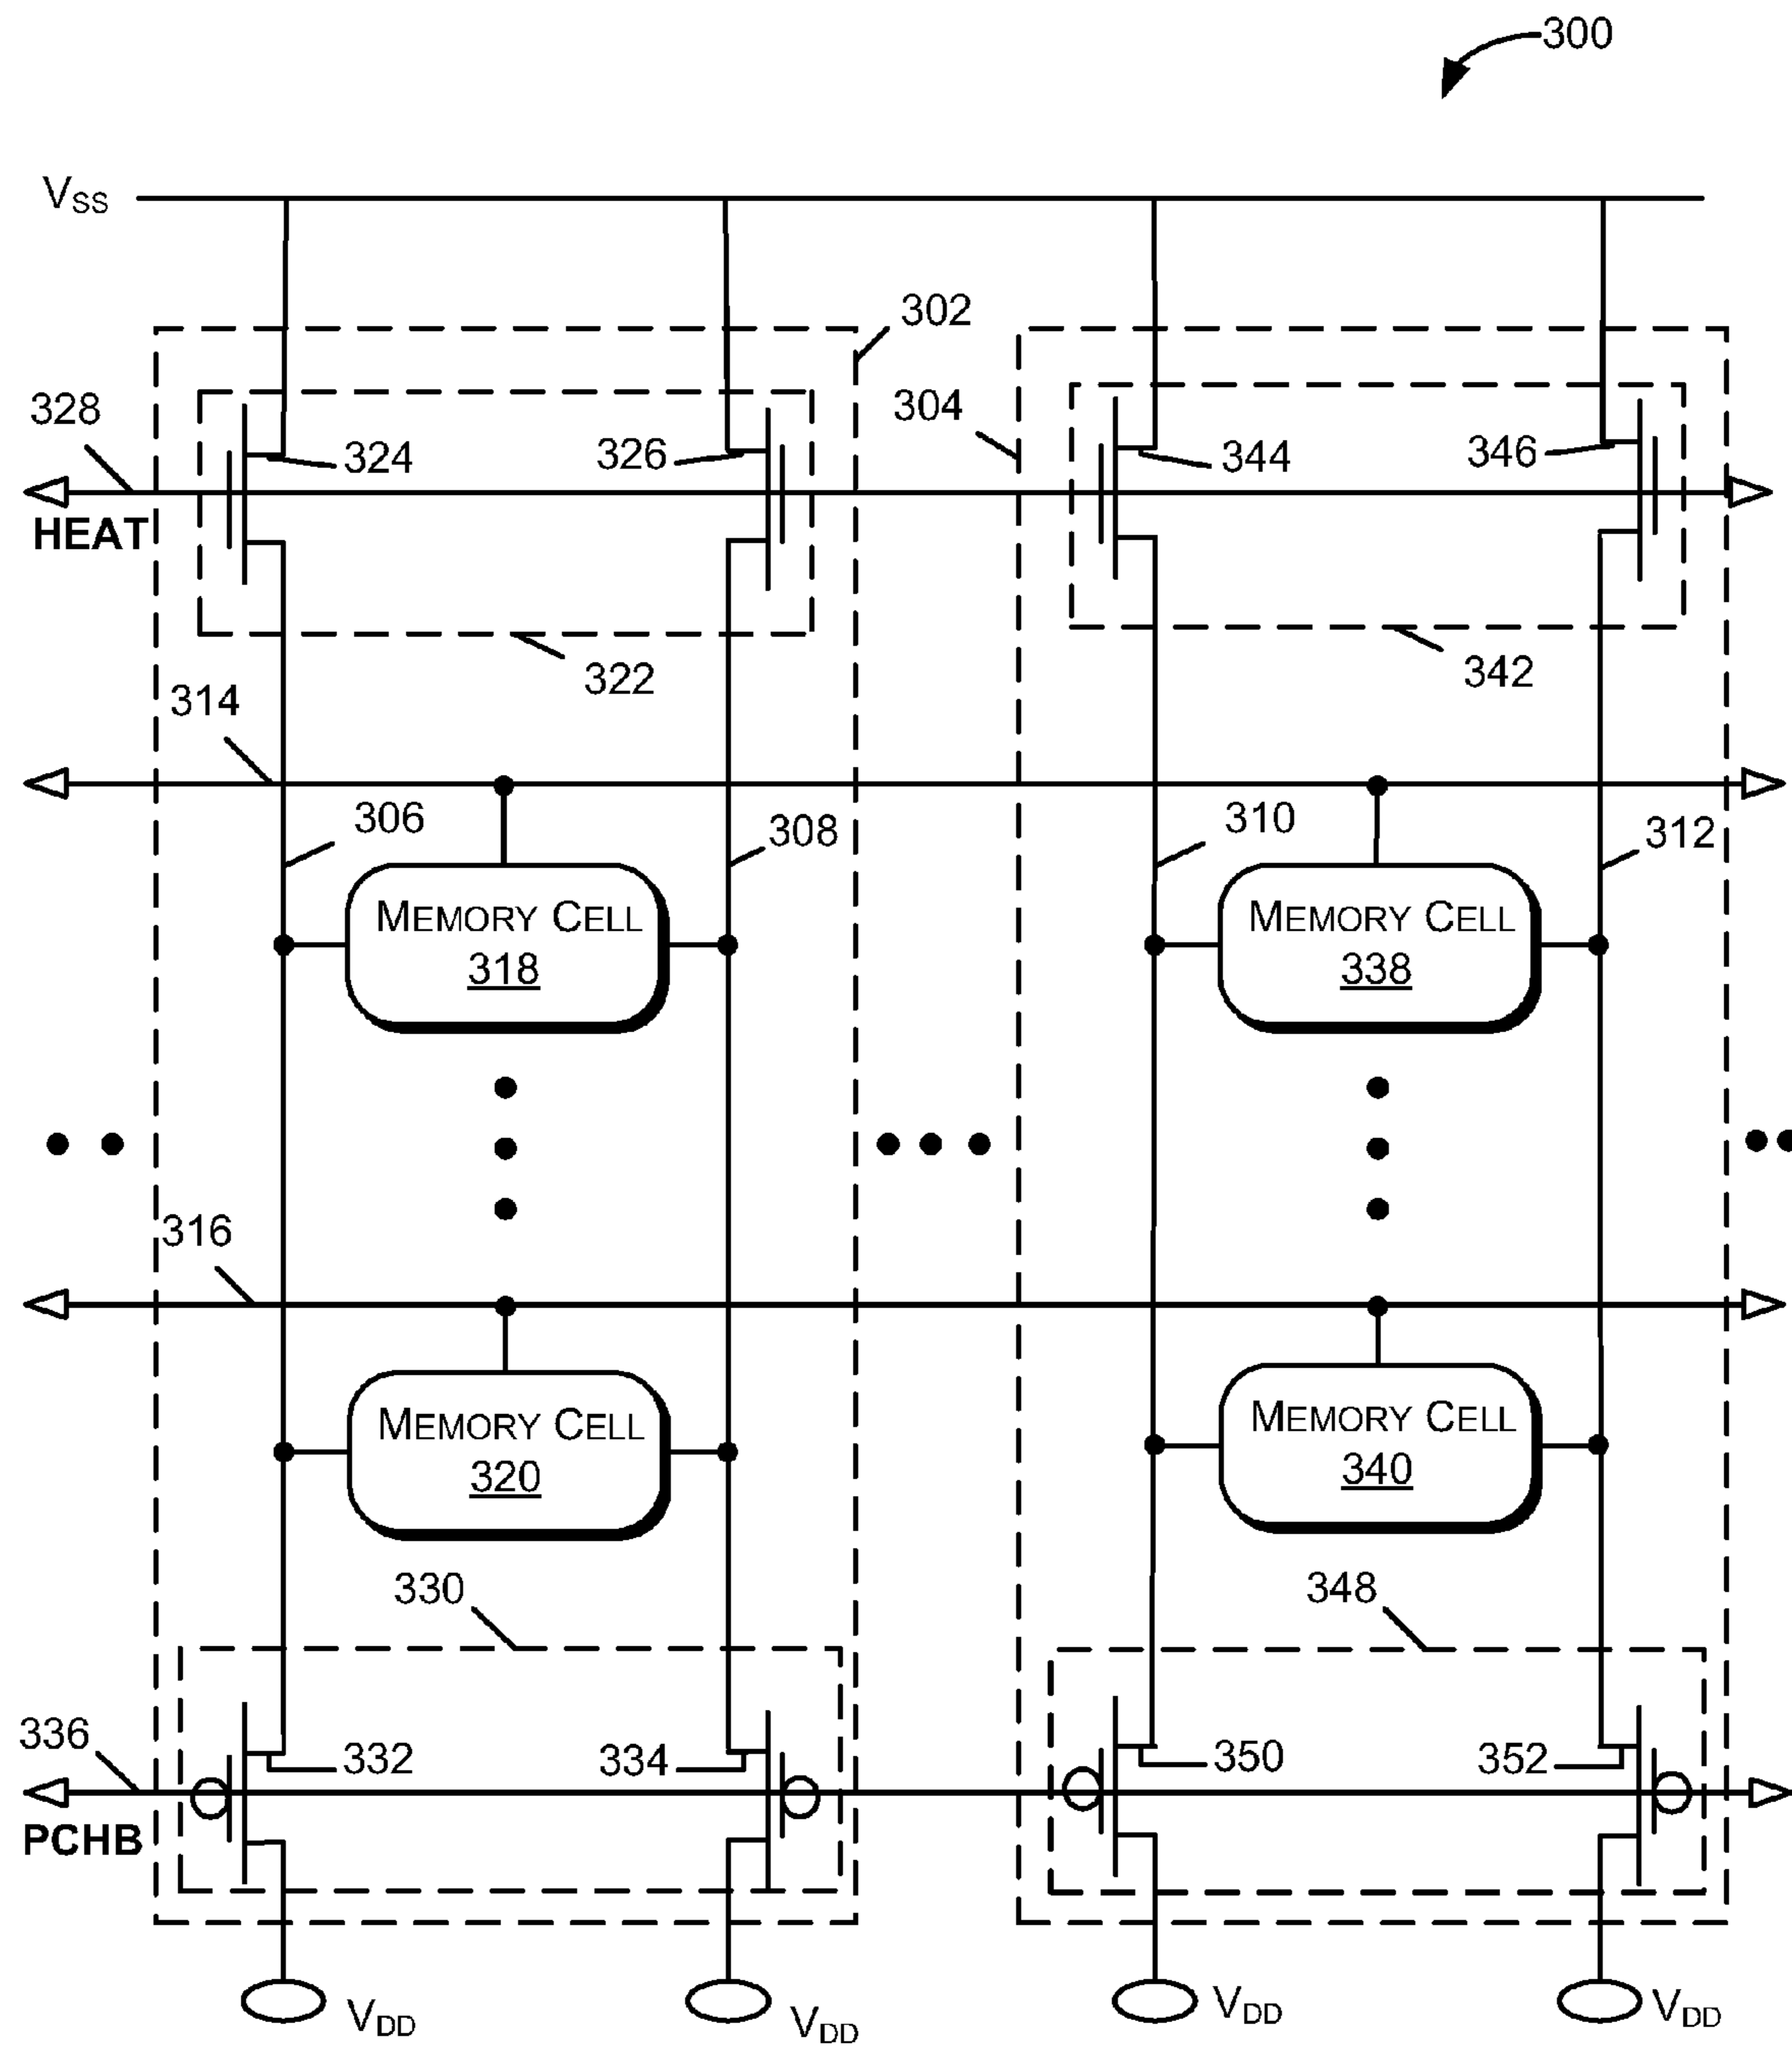 300
VSS
302
304
328
324
326
344
346
HEAT
322
342
314
306
308
310
312
MEMORY CELL
318
MEMORY CELL
338
316
MEMORY CELL
320
MEMORY CELL
340
330
348
336
332
334
350
352
PCHB
VDD
VDD
VDD
VDD